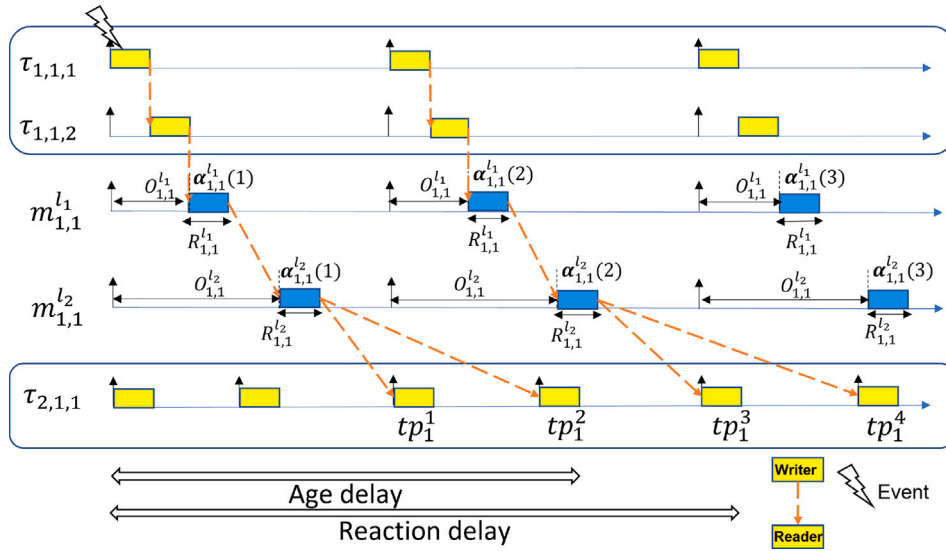 τ₁,₁,₁
τ₁,₁,₂
m₁,₁^l₁ O₁,₁^l₁ α₁,₁^l₁(1) O₁,₁^l₁ α₁,₁^l₁(2) O₁,₁^l₁ α₁,₁^l₁(3)
R₁,₁^l₁ R₁,₁^l₁ R₁,₁^l₁
m₁,₁^l₂ O₁,₁^l₂ α₁,₁^l₂(1) O₁,₁^l₂ α₁,₁^l₂(2) O₁,₁^l₂ α₁,₁^l₂(3)
R₁,₁^l₂ R₁,₁^l₂ R₁,₁^l₂
τ₂,₁,₁
tp₁^1 tp₁^2 tp₁^3 tp₁^4
Age delay
Reaction delay
Writer
Event
Reader